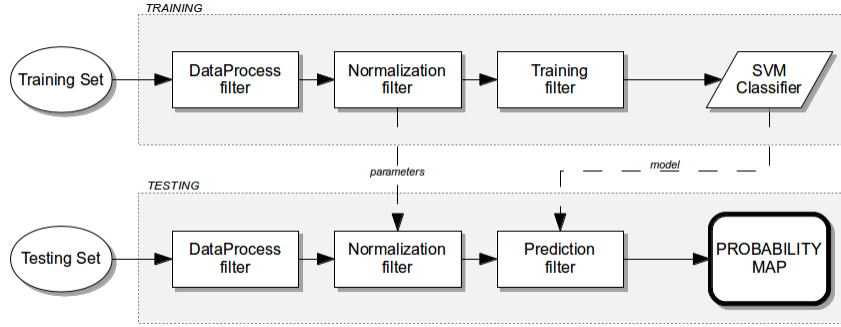 TRAINING
Training Set
DataProcess
filter
Normalization
filter
Training
filter
SVM
Classifier
parameters
model
TESTING
Testing Set
DataProcess
filter
Normalization
filter
Prediction
filter
PROBABILITY
MAP